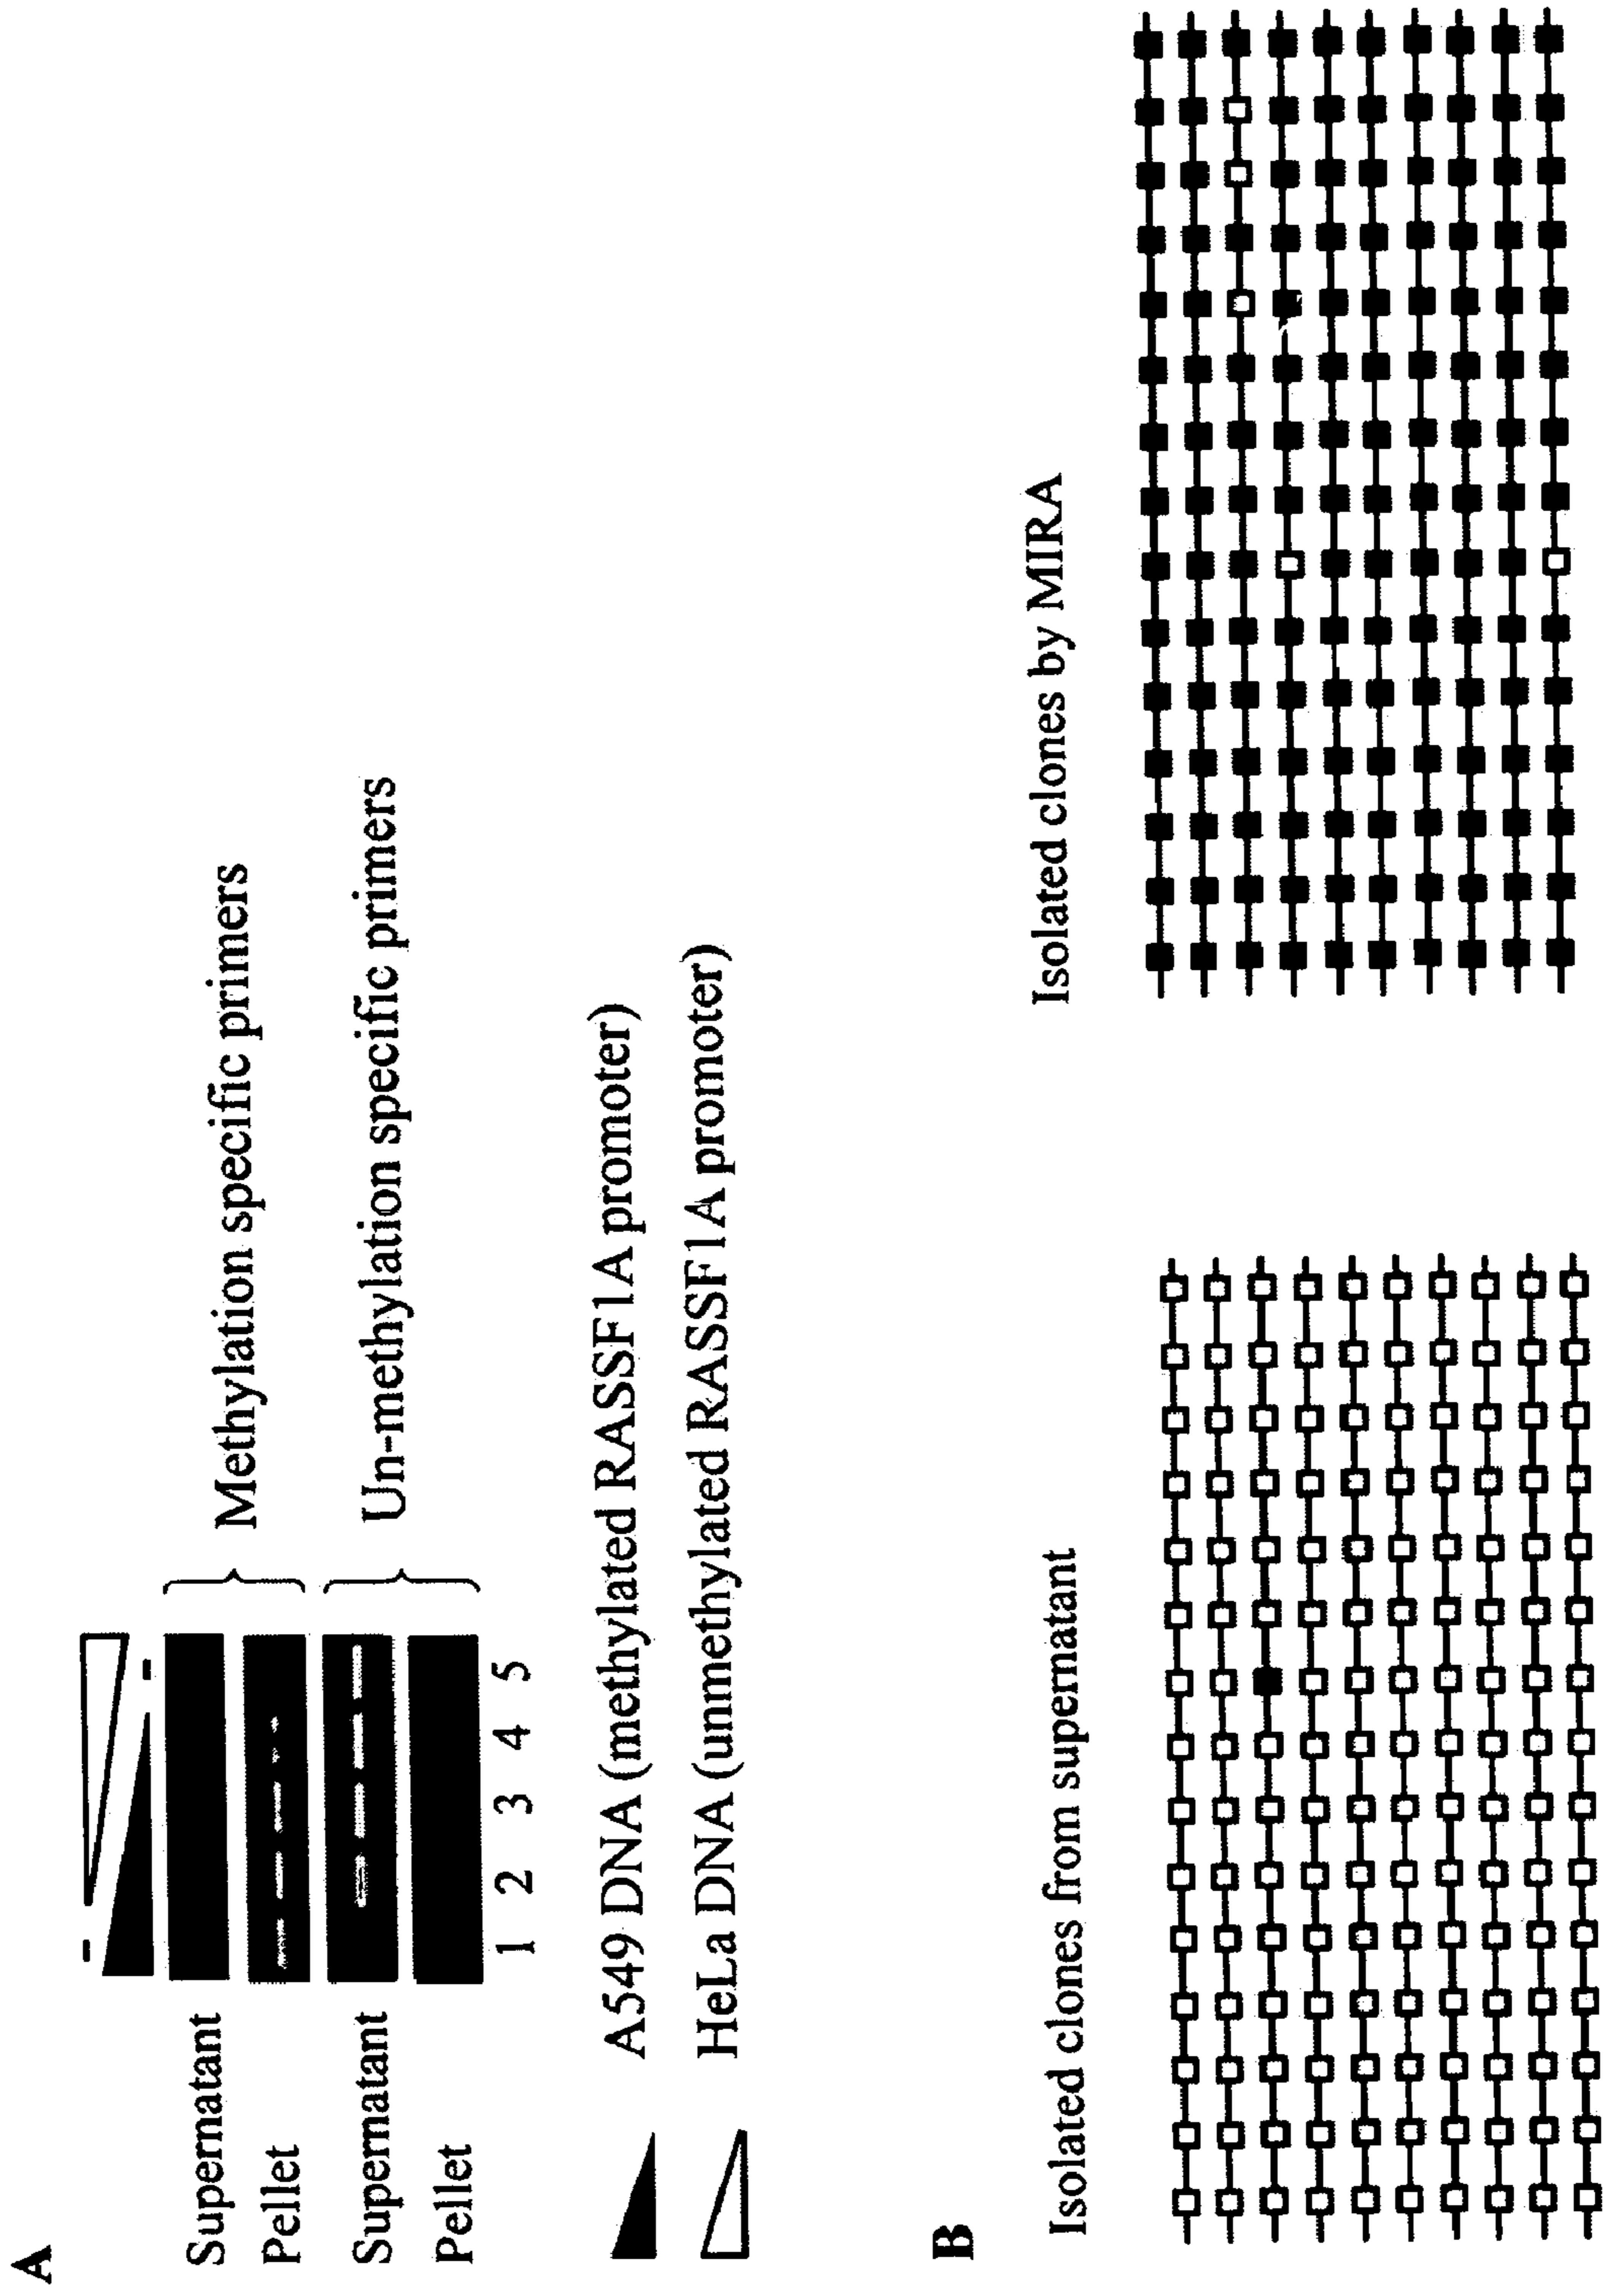 A
-
-
Supernatant
Pellet
Methylation specific primers
Supernatant
Pellet
Un-methylation specific primers
1 2 3 4 5
A549 DNA (methylated RASSF1A promoter)
HeLa DNA (unmethylated RASSF1A promoter)
B
Isolated clones from supernatant
Isolated clones by MIRA